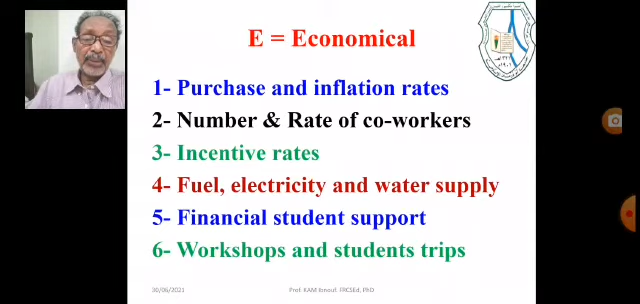 E = Economical
1- Purchase and inflation rates
2- Number & Rate of co-workers
3- Incentive rates
4- Fuel, electricity and water supply
5- Financial student support
6- Workshops and students trips
30/06/2021
Prof. KAM Ibnouf, FRCSEd, PhD